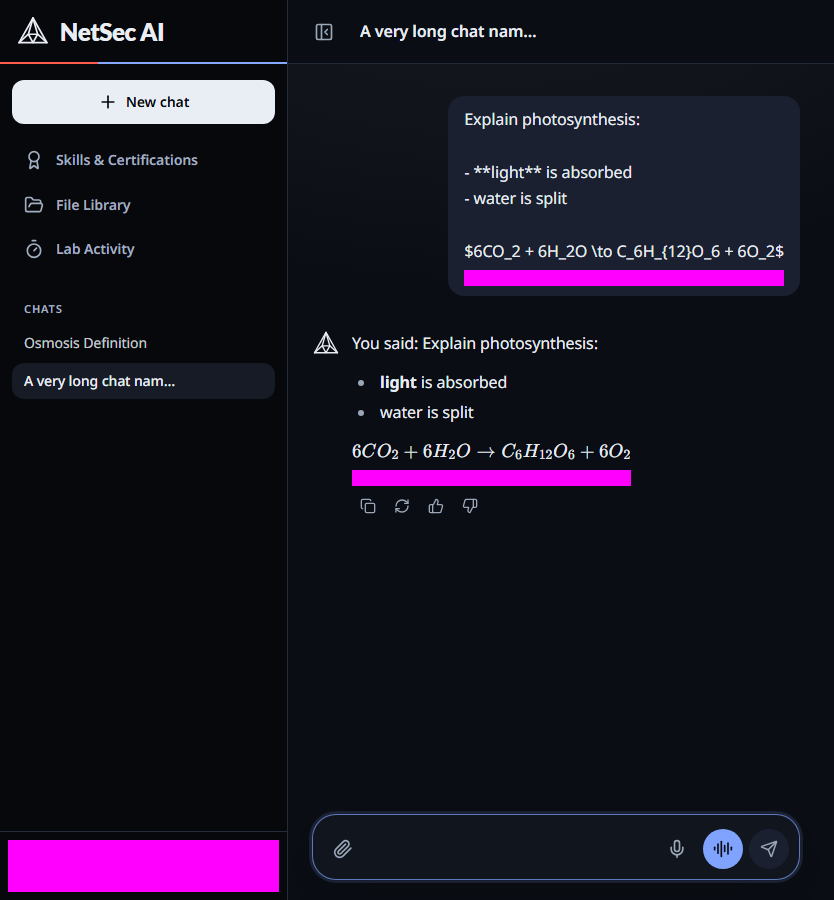 NetSec AI
A very long chat nam...
New chat
Skills & Certifications
File Library
Lab Activity
CHATS
Osmosis Definition
A very long chat nam...
Explain photosynthesis:
- **light** is absorbed
- water is split
$6CO_2 + 6H_2O \to C_6H_{12}O_6 + 6O_2$
You said: Explain photosynthesis:
• light is absorbed
• water is split
6CO₂ + 6H₂O → C₆H₁₂O₆ + 6O₂